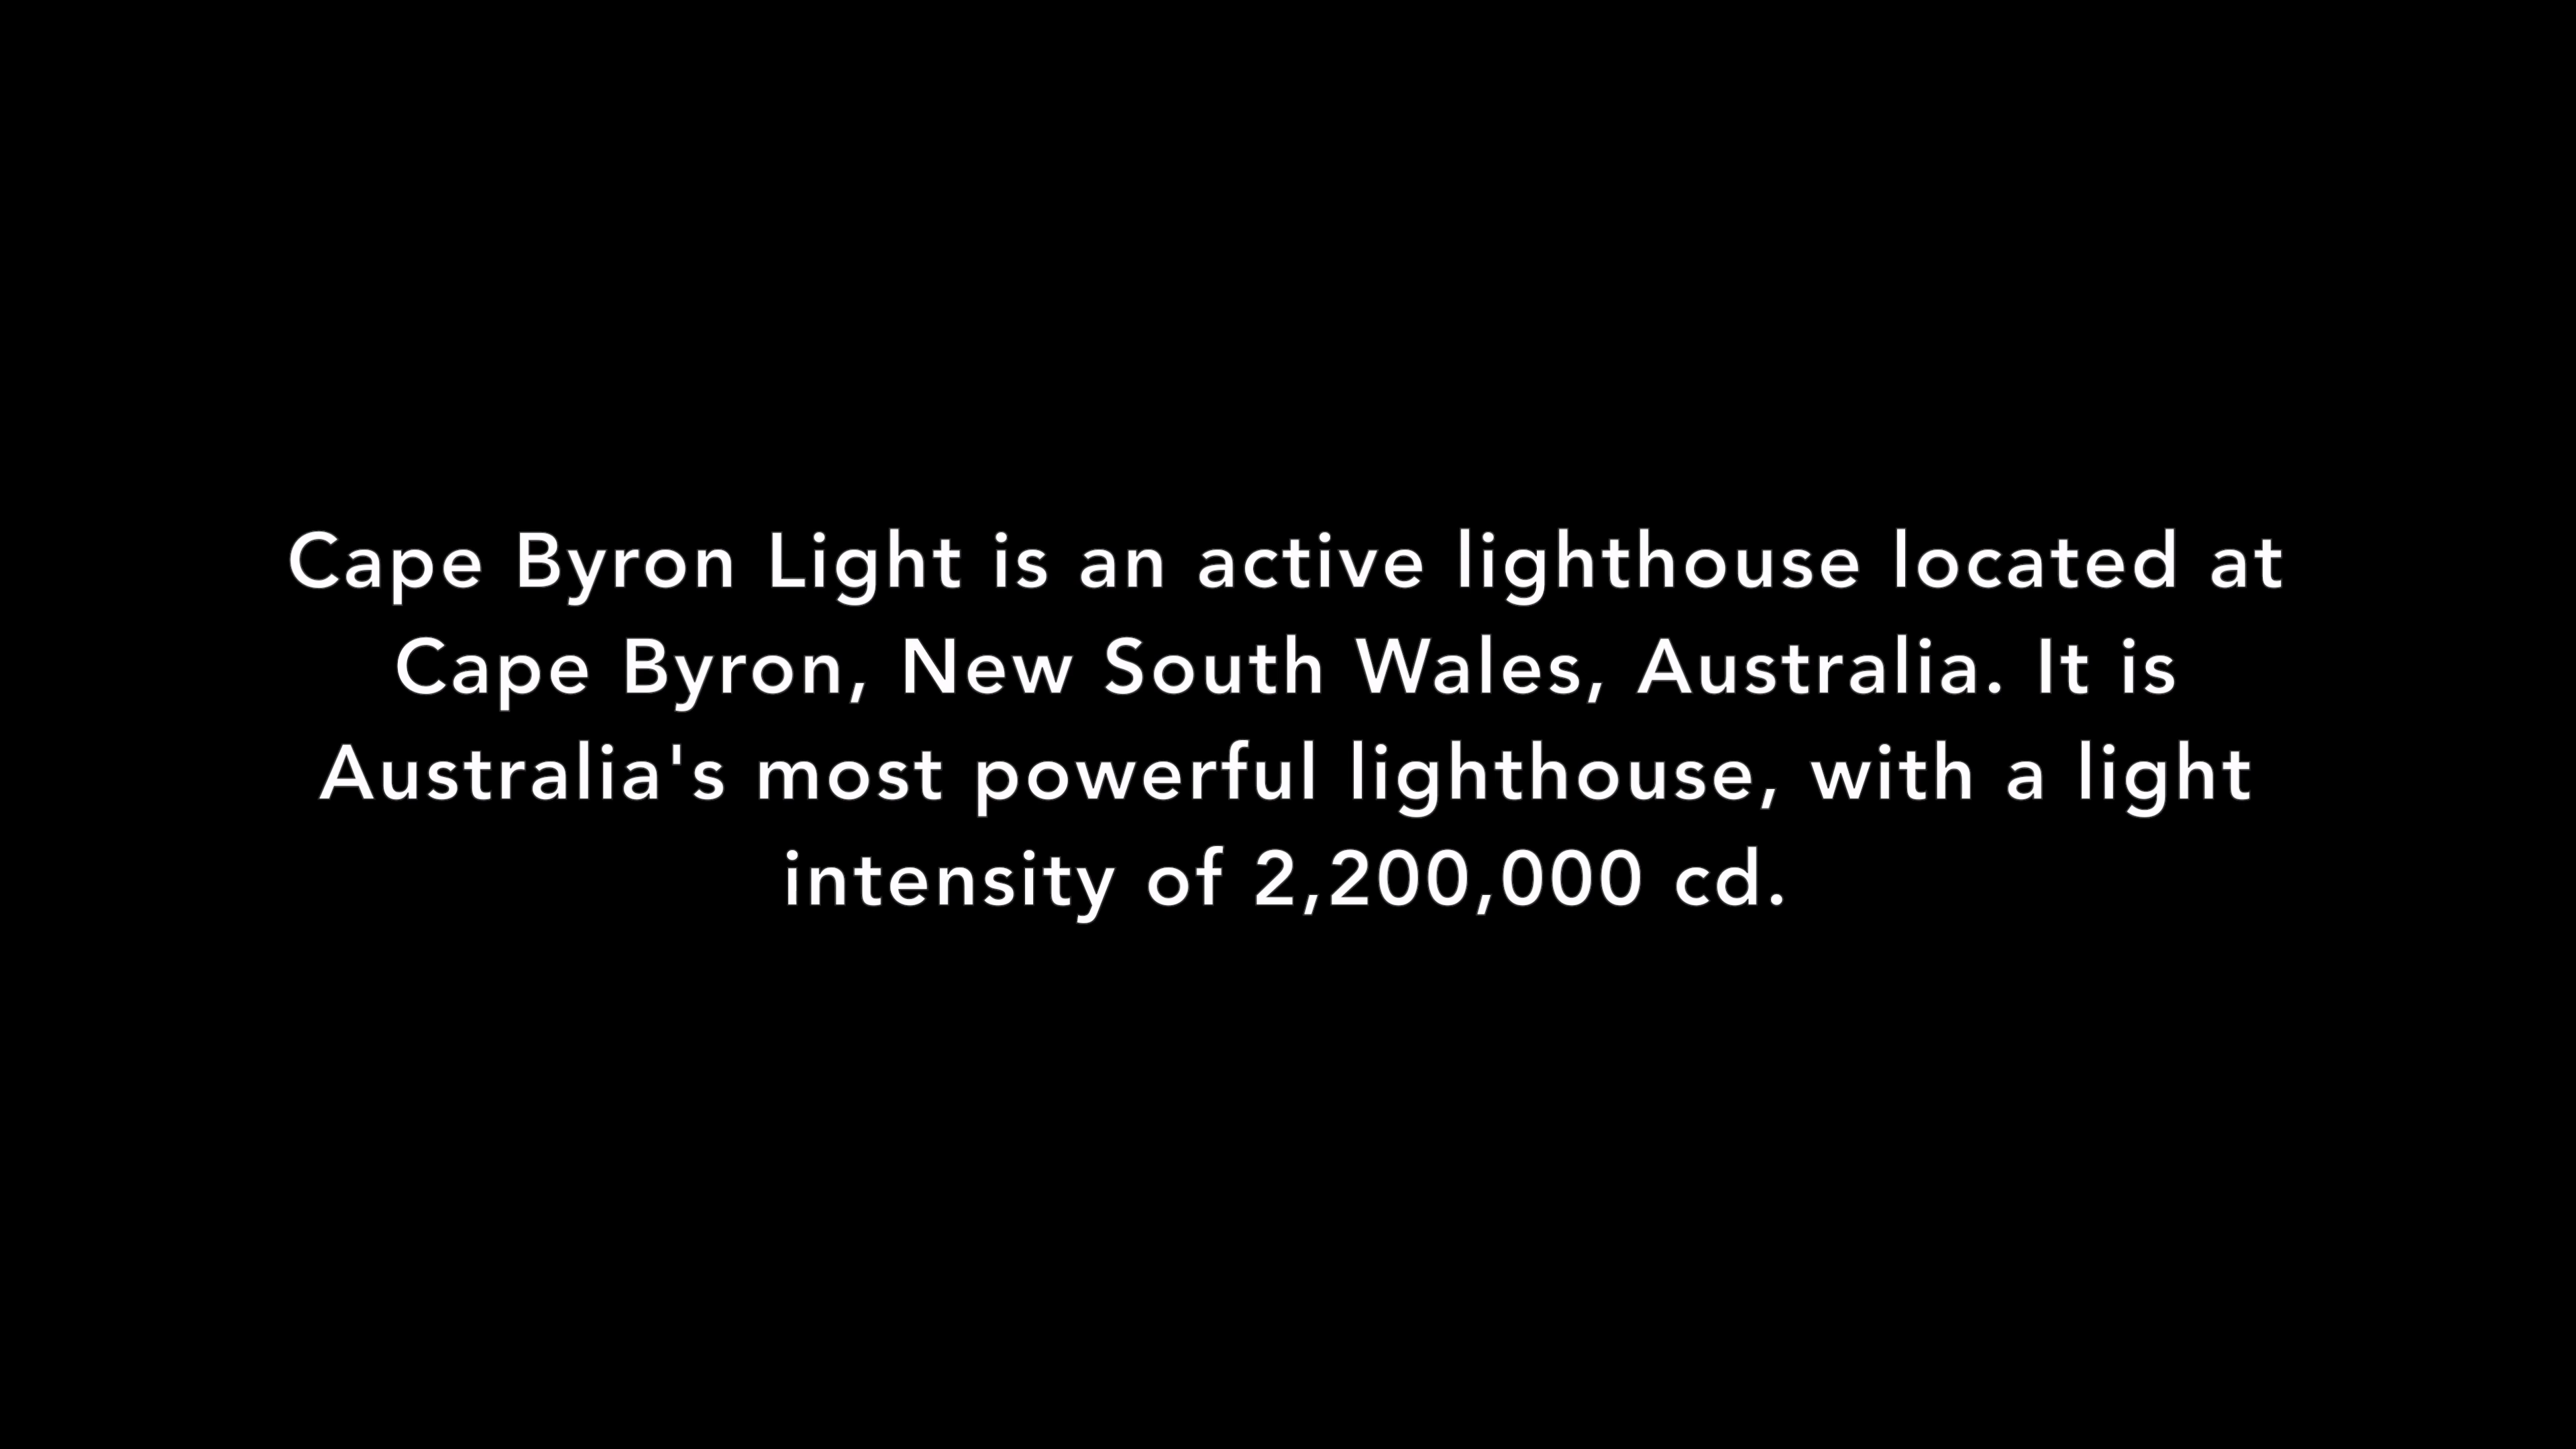 Cape Byron Light is an active lighthouse located at
Cape Byron, New South Wales, Australia. It is
Australia's most powerful lighthouse, with a light
intensity of 2,200,000 cd.